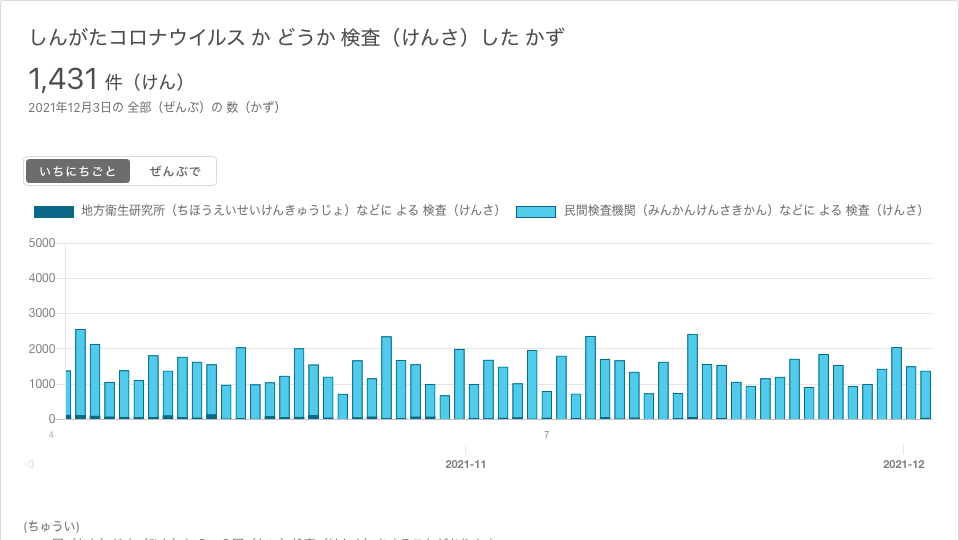 しんがたコロナウイルス か どうか 検査（けんさ）した かず
1,431 件（けん）
2021年12月3日の 全部（ぜんぶ）の 数（かず）
いちにちごと ぜんぶで
地方衛生研究所（ちほうえいせいけんきゅうじょ）などに よる 検査（けんさ） 民間検査機関（みんかんけんさきかん）などに よる 検査（けんさ）
5000
4000
3000
2000
1000
0
4 7
0 2021-11 2021-12
(ちゅうい)